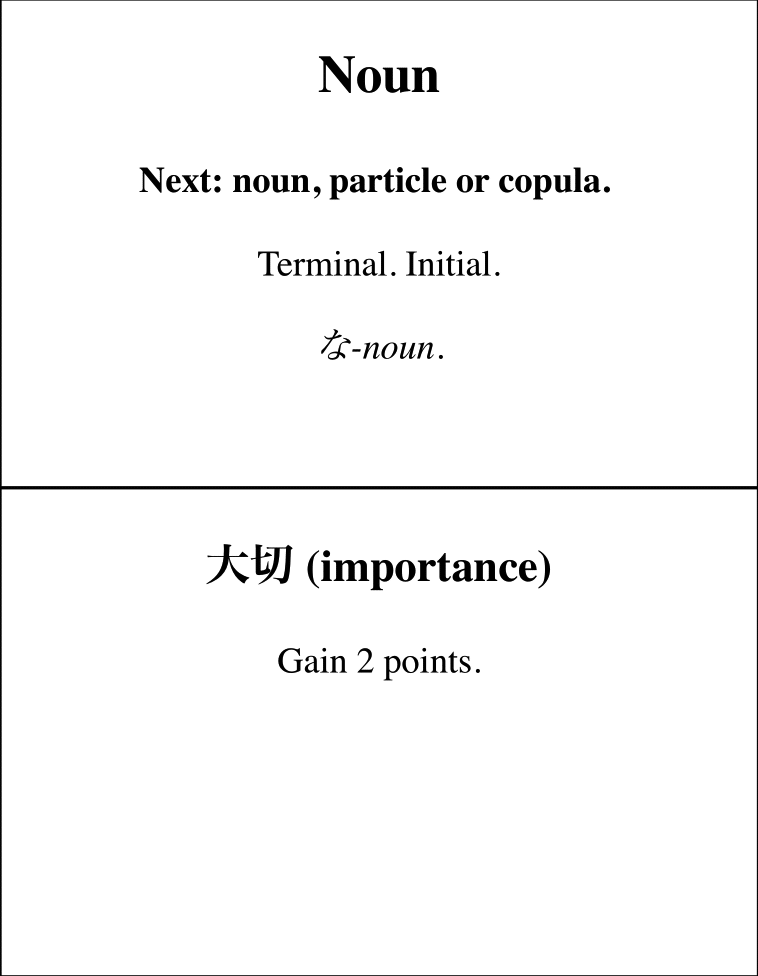 Noun
Next: noun, particle or copula.
Terminal. Initial.
な-noun.
大切 (importance)
Gain 2 points.